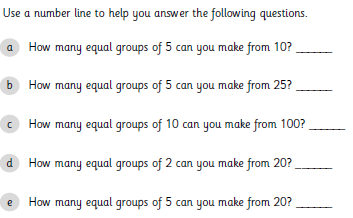 Use a number line to help you answer the following questions.
a How many equal groups of 5 can you make from 10? ______
b How many equal groups of 5 can you make from 25? ______
c How many equal groups of 10 can you make from 100? ______
d How many equal groups of 2 can you make from 20? ______
e How many equal groups of 5 can you make from 20? ______